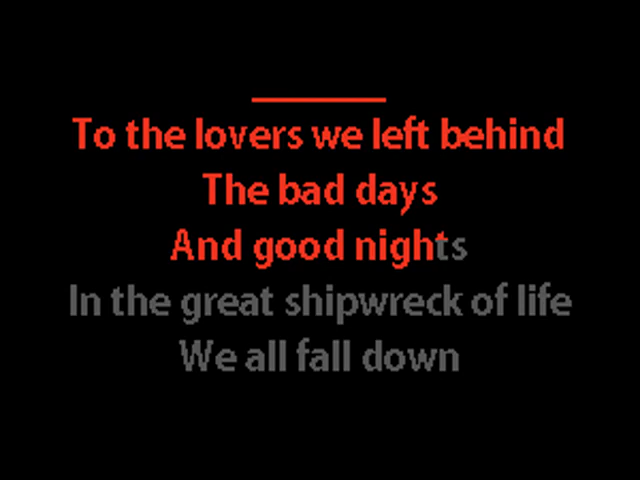 To the lovers we left behind
The bad days
And good nights
In the great shipwreck of life
We all fall down